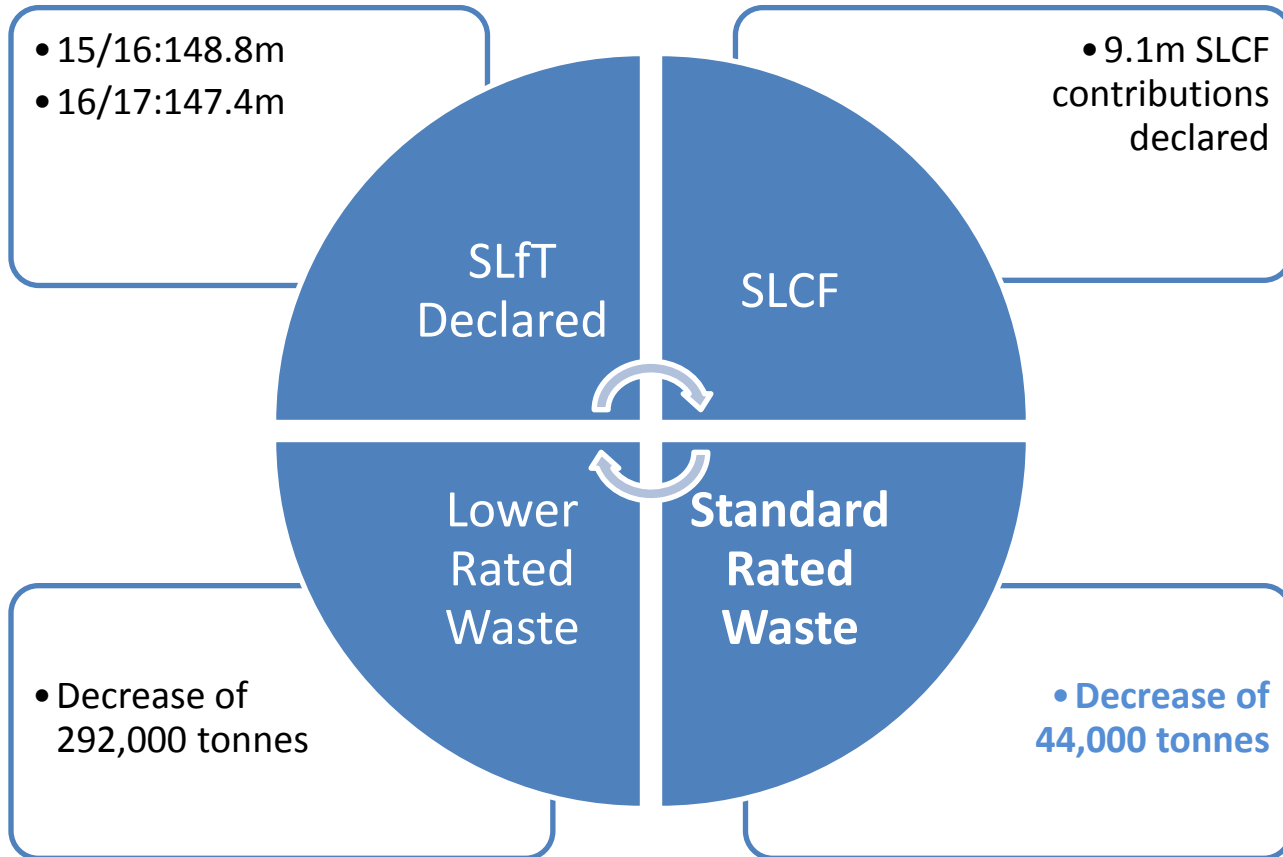 • 15/16:148.8m
• 16/17:147.4m
• 9.1m SLCF
contributions
declared
SLfT
Declared
SLCF
Lower
Rated
Waste
Standard
Rated
Waste
• Decrease of
292,000 tonnes
• Decrease of
44,000 tonnes